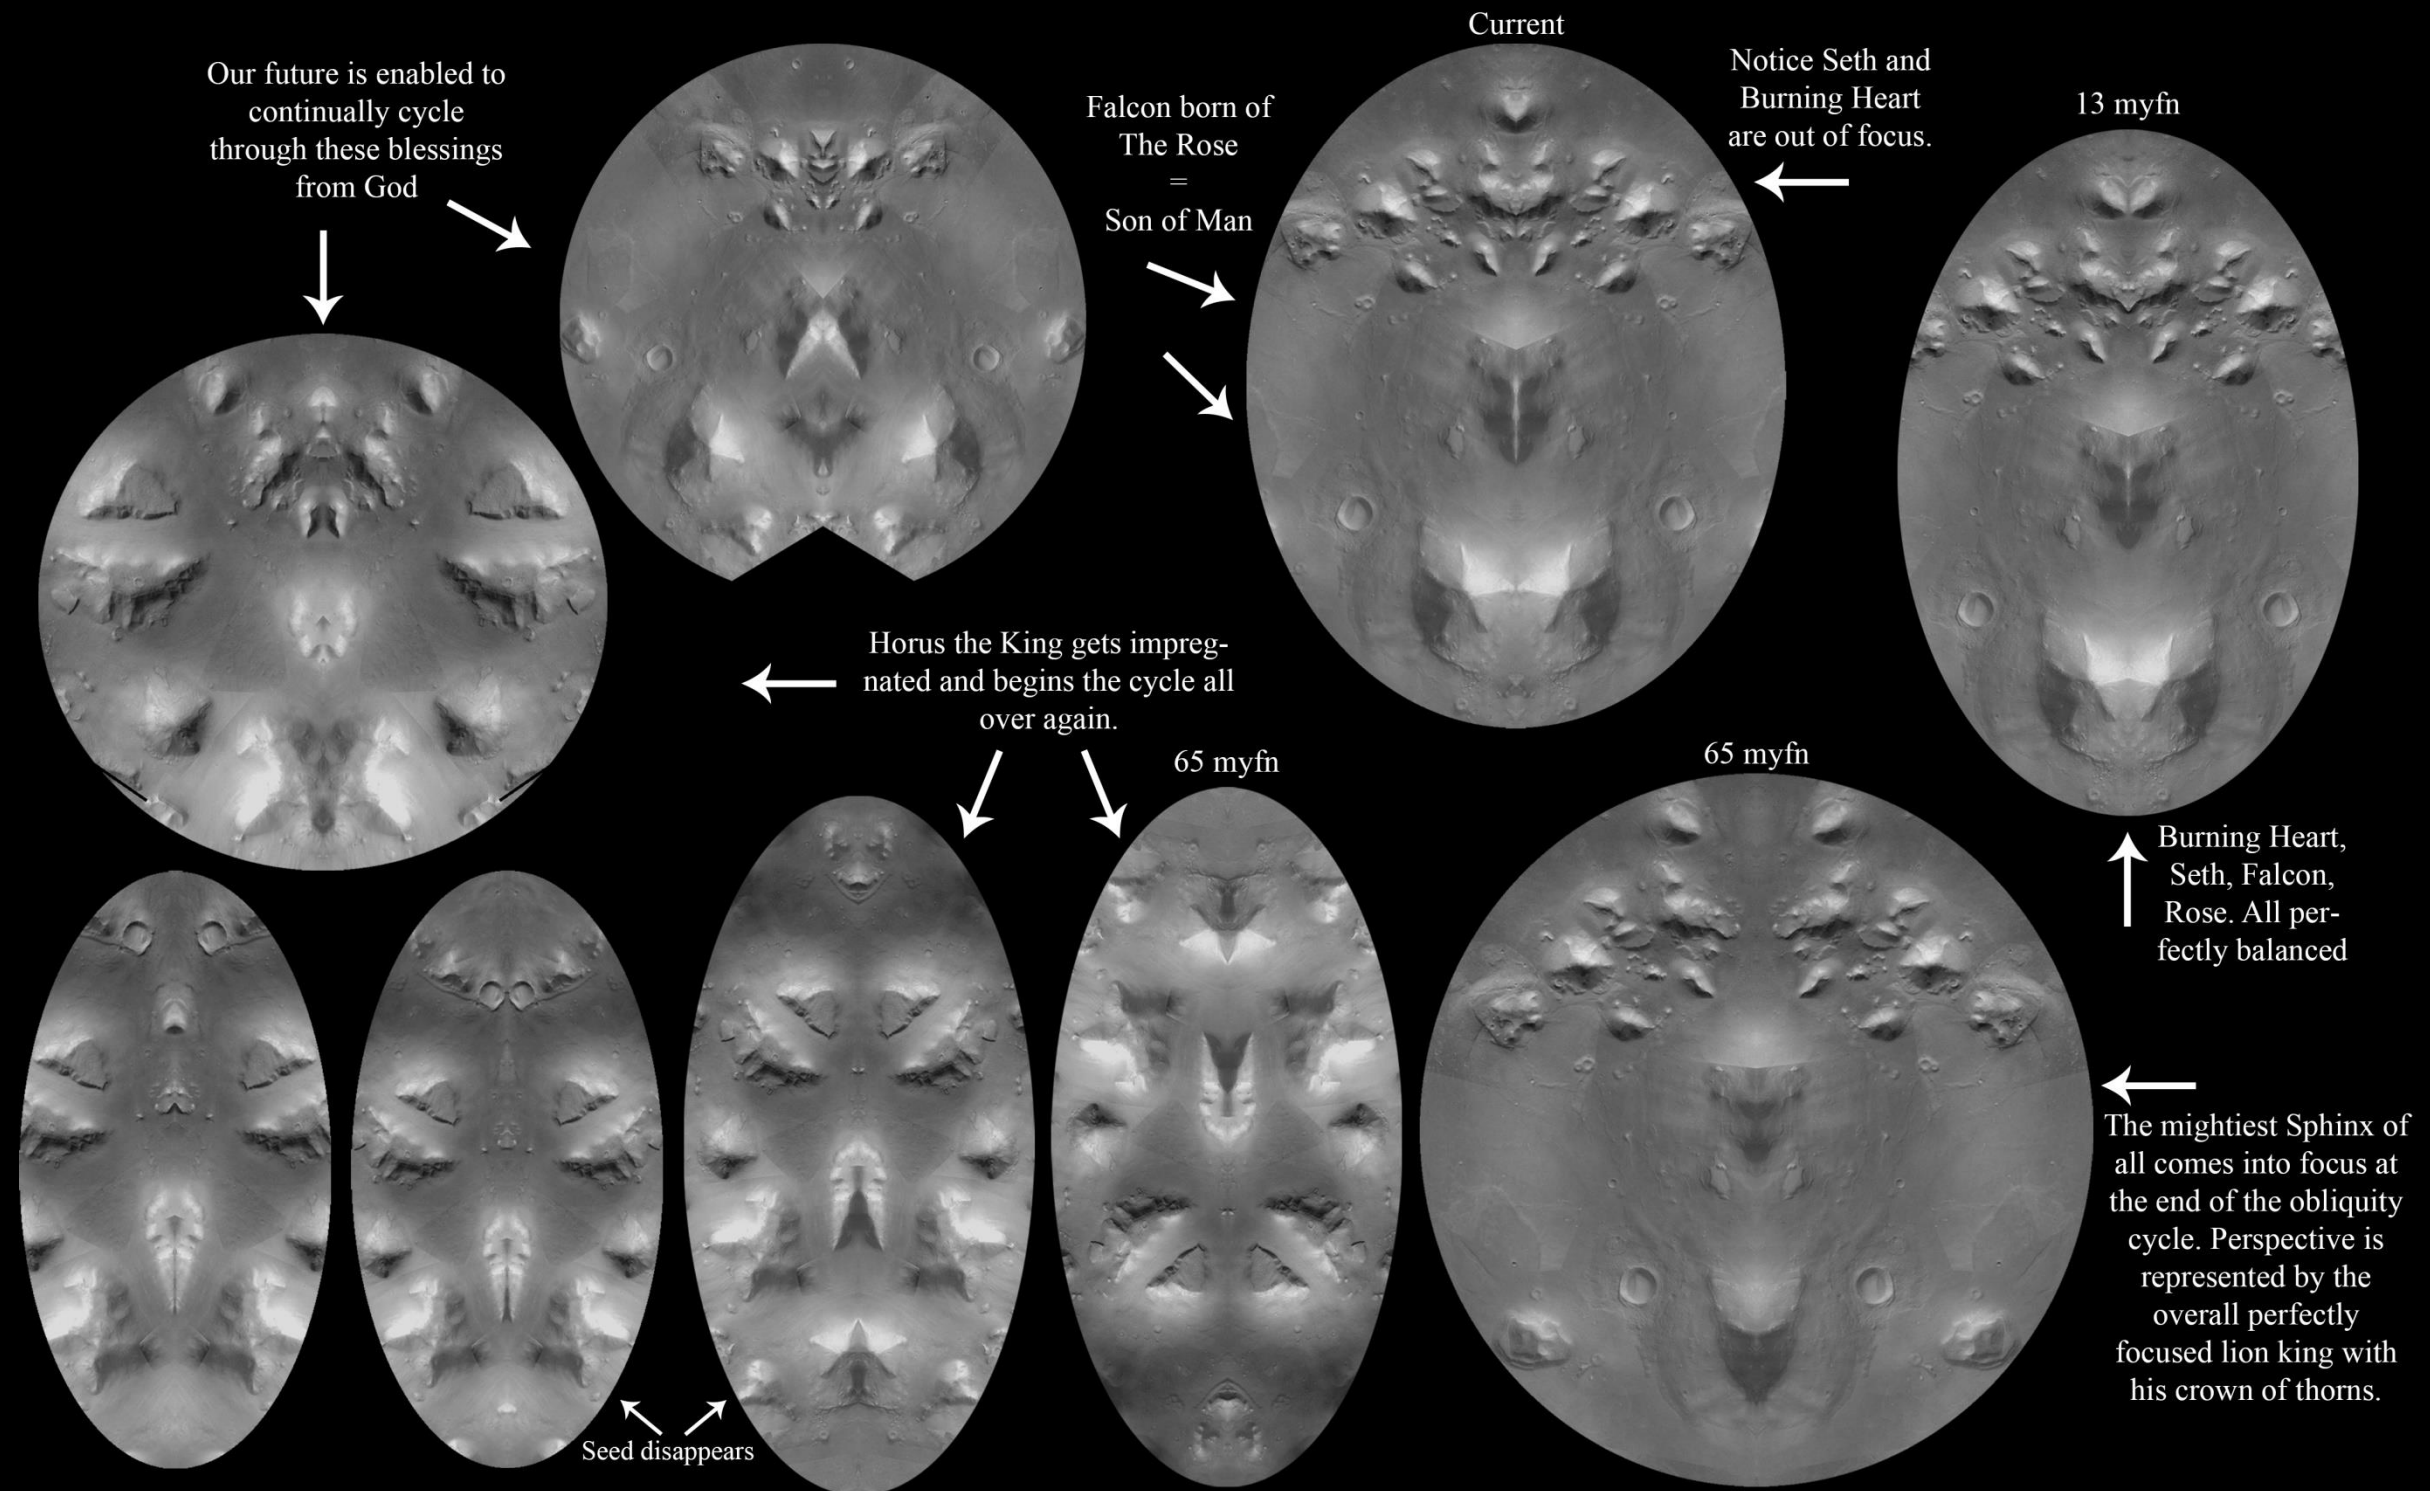 Our future is enabled to
continually cycle
through these blessings
from God
Falcon born of
The Rose
=
Son of Man
Current
Notice Seth and
Burning Heart
are out of focus.
13 myfn
Horus the King gets impreg-
nated and begins the cycle all
over again.
65 myfn
65 myfn
Burning Heart,
Seth, Falcon,
Rose. All per-
fectly balanced
The mightiest Sphinx of
all comes into focus at
the end of the obliquity
cycle. Perspective is
represented by the
overall perfectly
focused lion king with
his crown of thorns.
Seed disappears